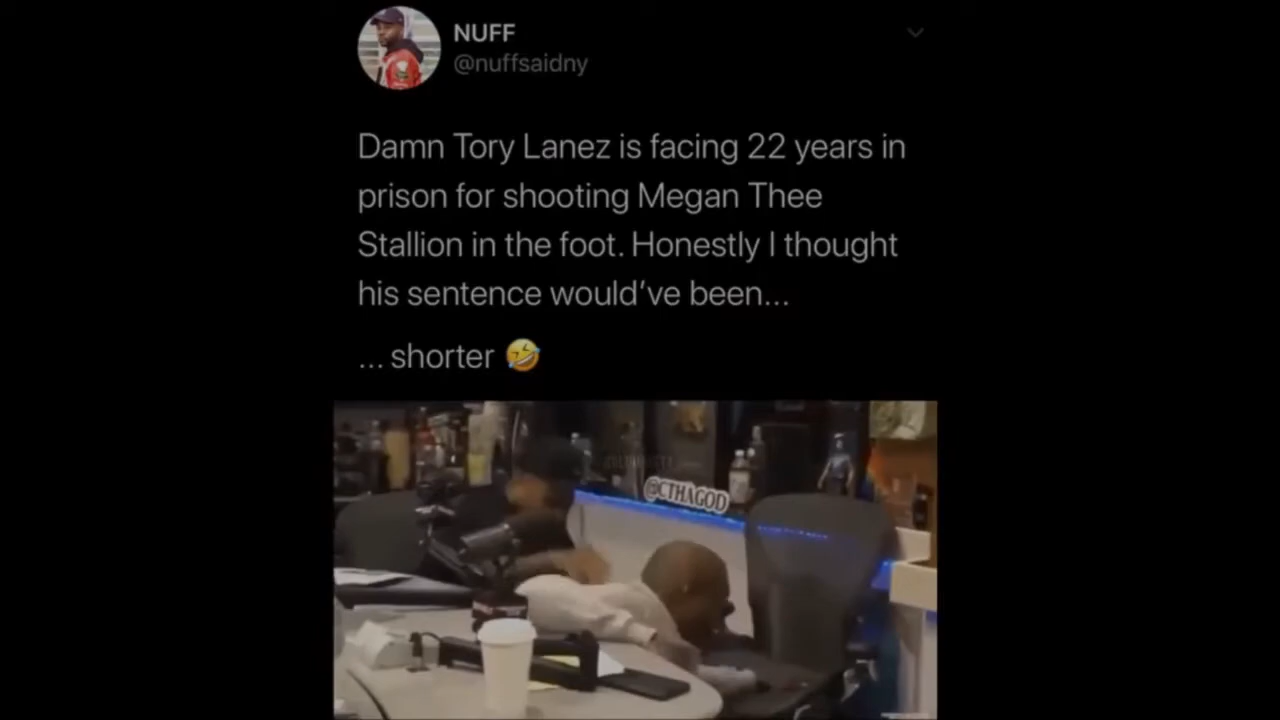 NUFF
@nuffsaidny
Damn Tory Lanez is facing 22 years in
prison for shooting Megan Thee
Stallion in the foot. Honestly I thought
his sentence would've been...
... shorter 🤣
@CTHAGOD